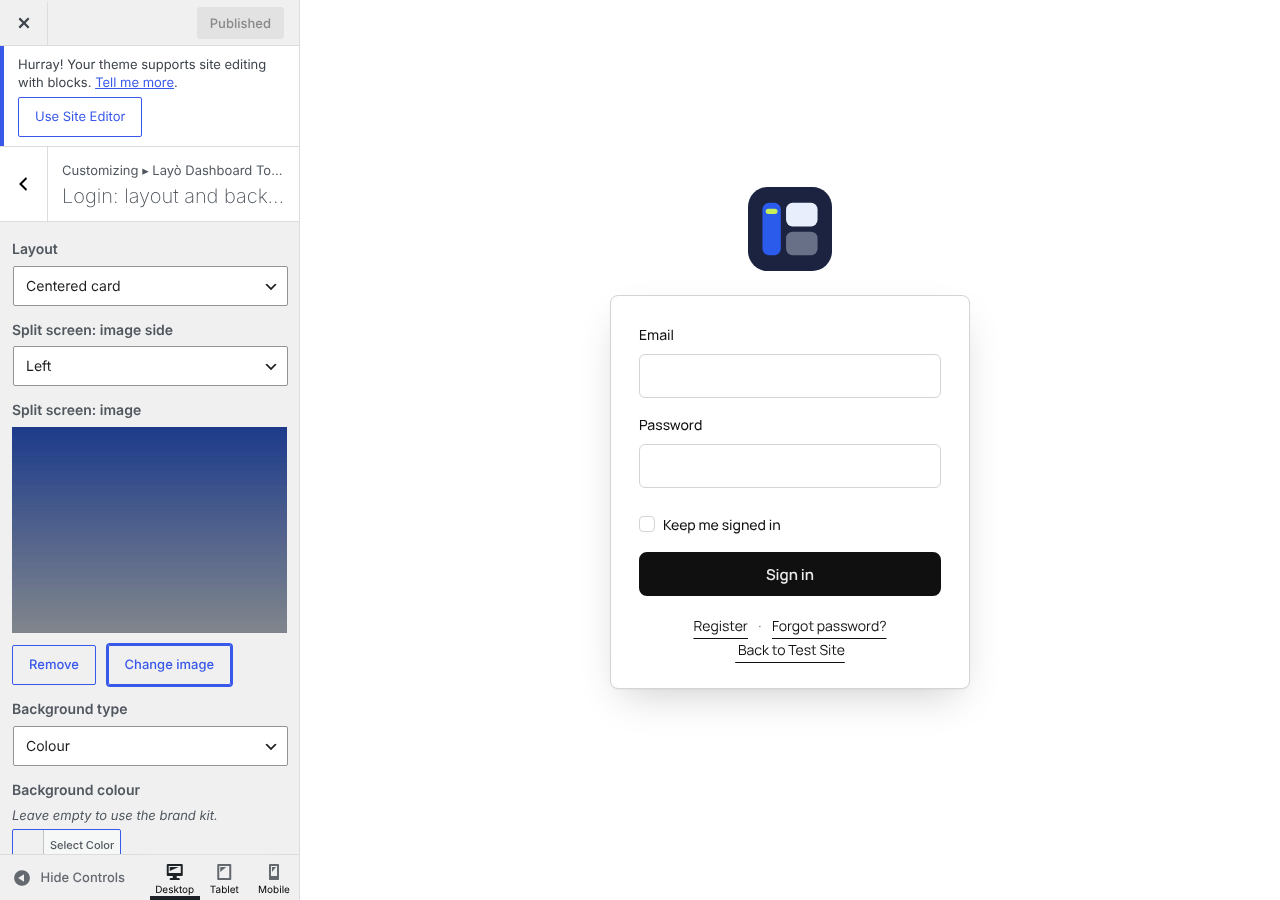 Published
Hurray! Your theme supports site editing
with blocks. Tell me more.
Use Site Editor
Customizing ▸ Layò Dashboard To...
Login: layout and back...
Layout
Centered card
Split screen: image side
Left
Split screen: image
Remove
Change image
Background type
Colour
Background colour
Leave empty to use the brand kit.
Select Color
Hide Controls
Desktop
Tablet
Mobile
Email
Password
Keep me signed in
Sign in
Register · Forgot password?
Back to Test Site